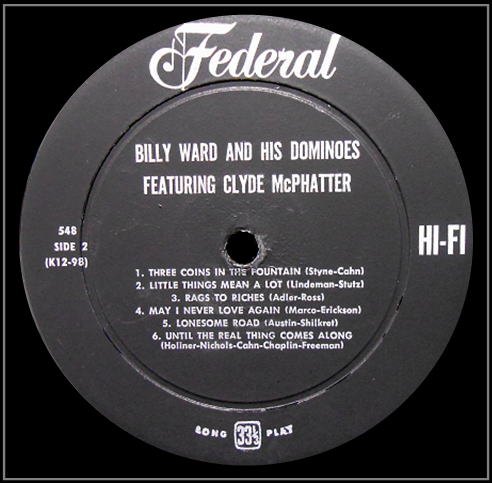 Federal
BILLY WARD AND HIS DOMINOES
FEATURING CLYDE McPHATTER
548
SIDE 2
(K12-98)
HI-FI
1. THREE COINS IN THE FOUNTAIN (Styne-Cahn)
2. LITTLE THINGS MEAN A LOT (Lindeman-Stutz)
3. RAGS TO RICHES (Adler-Ross)
4. MAY I NEVER LOVE AGAIN (Marco-Erickson)
5. LONESOME ROAD (Austin-Shilkret)
6. UNTIL THE REAL THING COMES ALONG
(Holiner-Nichols-Cahn-Chaplin-Freeman)
LONG 33⅓ PLAY